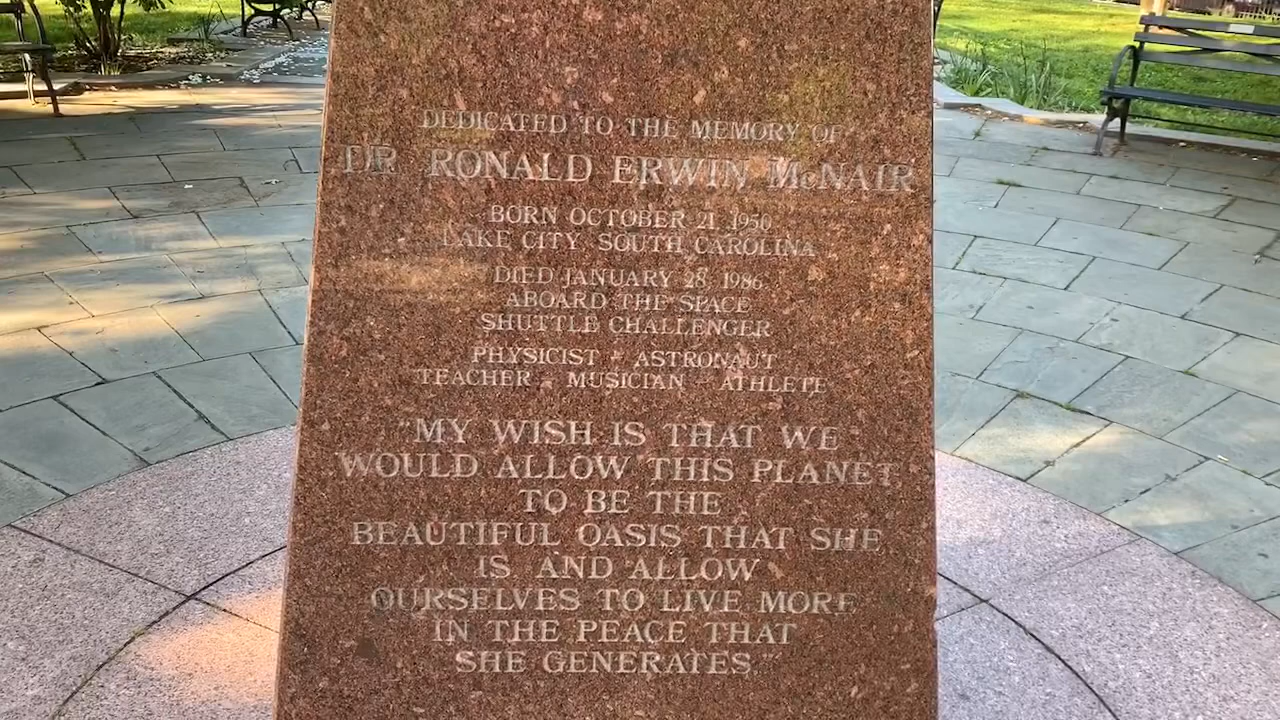 DEDICATED TO THE MEMORY OF
DR RONALD ERWIN McNAIR
BORN OCTOBER 21 1950
LAKE CITY, SOUTH CAROLINA
DIED JANUARY 28 1986
ABOARD THE SPACE
SHUTTLE CHALLENGER
PHYSICIST - ASTRONAUT
TEACHER - MUSICIAN - ATHLETE
"MY WISH IS THAT WE
WOULD ALLOW THIS PLANET
TO BE THE
BEAUTIFUL OASIS THAT SHE
IS AND ALLOW
OURSELVES TO LIVE MORE
IN THE PEACE THAT
SHE GENERATES"